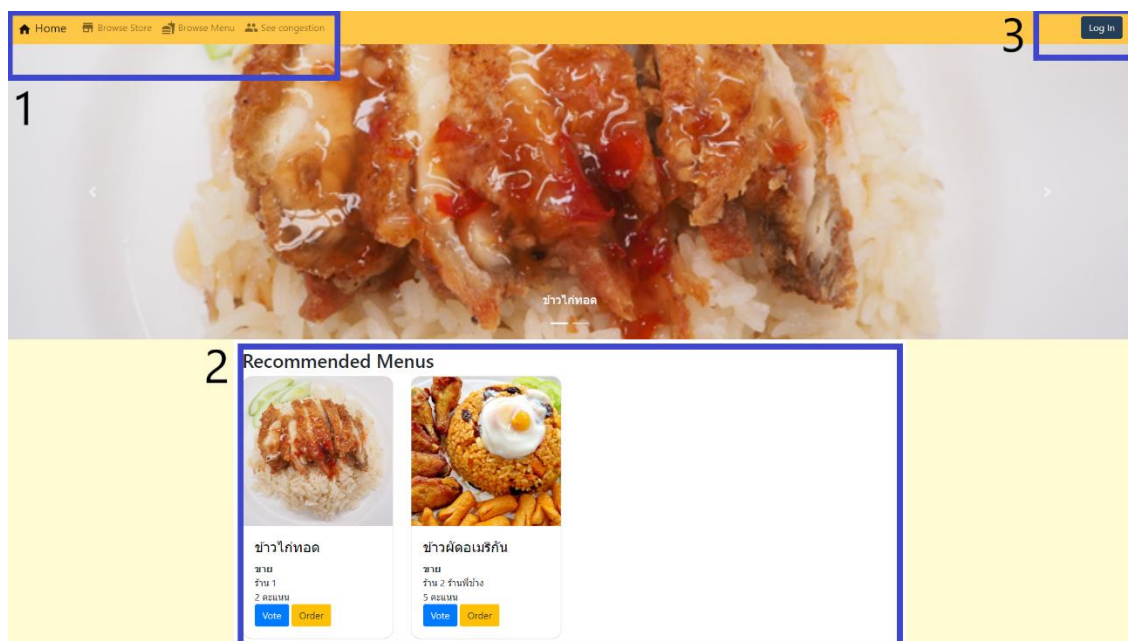 Home Browse Store Browse Menu See congestion
3
Log In
1
ข้าวไก่ทอด
2
Recommended Menus
ข้าวไก่ทอด
ขาย
ร้าน 1
2 คะแนน
Vote Order
ข้าวผัดอเมริกัน
ขาย
ร้าน 2 ร้านพี่ช่าง
5 คะแนน
Vote Order